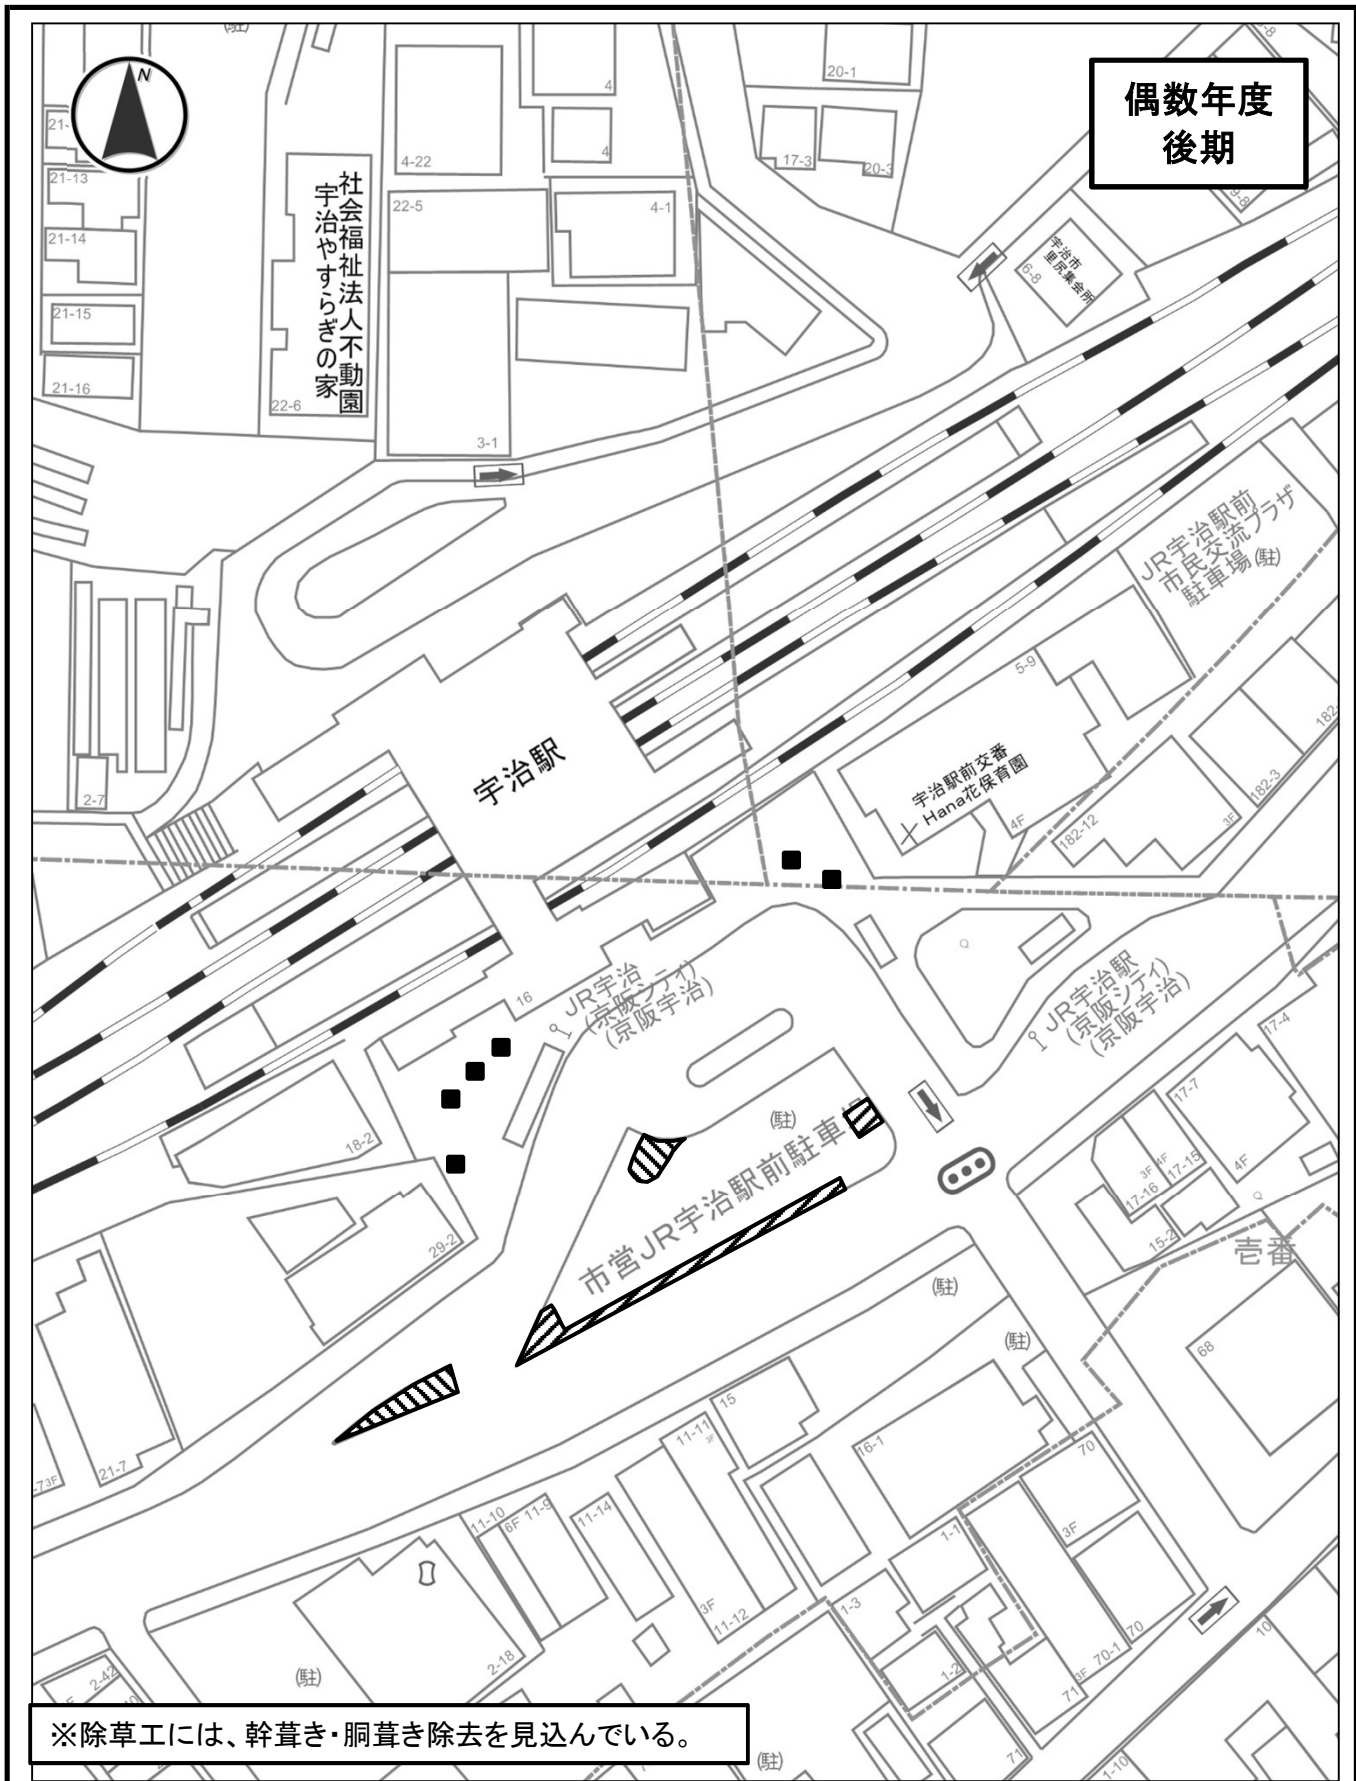 (駐)
N
偶数年度
後期
20-1
4
4
4-22
17-3
20-3
21-13
22-5
4-1
社会福祉法人不動園
宇治やすらぎの家
21-14
宇治市
里尻集会所
6-8
21-15
21-16
22-6
3-1
JR宇治駅前
市民交流プラザ
駐車場(駐)
5-9
宇治駅
宇治駅前交番
Hana花保育園
4F
2-7
182-3
182-12
3F
16
JR宇治
(京阪シティ)
(京阪宇治)
JR宇治駅
(京阪シティ)
(京阪宇治)
17-4
17-7
18-2
(駐)
市営JR宇治駅前駐車場
3F
4F
17-15
17-16
4F
15-2
壱番
29-2
(駐)
(駐)
68
15
11-11
3F
16-1
70
21-7
11-10
6F
11-9
11-14
3F
1-1
3F
11-12
1-3
2-18
1-2
70
70-1
3F
71
10
2-42
(駐)
71
※除草工には、幹葺き・胴葺き除去を見込んでいる。
(駐)
1-10